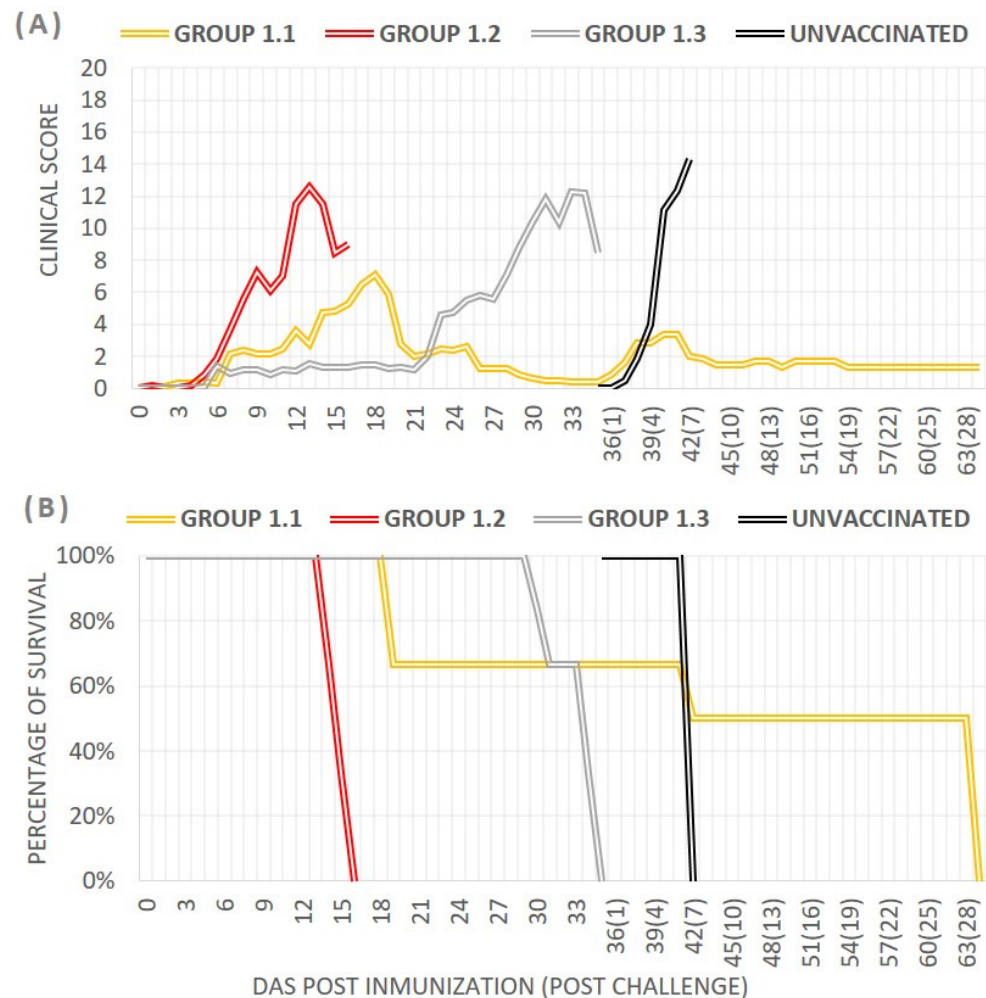 (A)
GROUP 1.1 GROUP 1.2 GROUP 1.3 UNVACCINATED
CLINICAL SCORE
20
18
16
14
12
10
8
6
4
2
0
0 3 6 9 12 15 18 21 24 27 30 33 36(1) 39(4) 42(7) 45(10) 48(13) 51(16) 54(19) 57(22) 60(25) 63(28)
(B)
GROUP 1.1 GROUP 1.2 GROUP 1.3 UNVACCINATED
PERCENTAGE OF SURVIVAL
100%
80%
60%
40%
20%
0%
0 3 6 9 12 15 18 21 24 27 30 33 36(1) 39(4) 42(7) 45(10) 48(13) 51(16) 54(19) 57(22) 60(25) 63(28)
DAS POST INMUNIZATION (POST CHALLENGE)